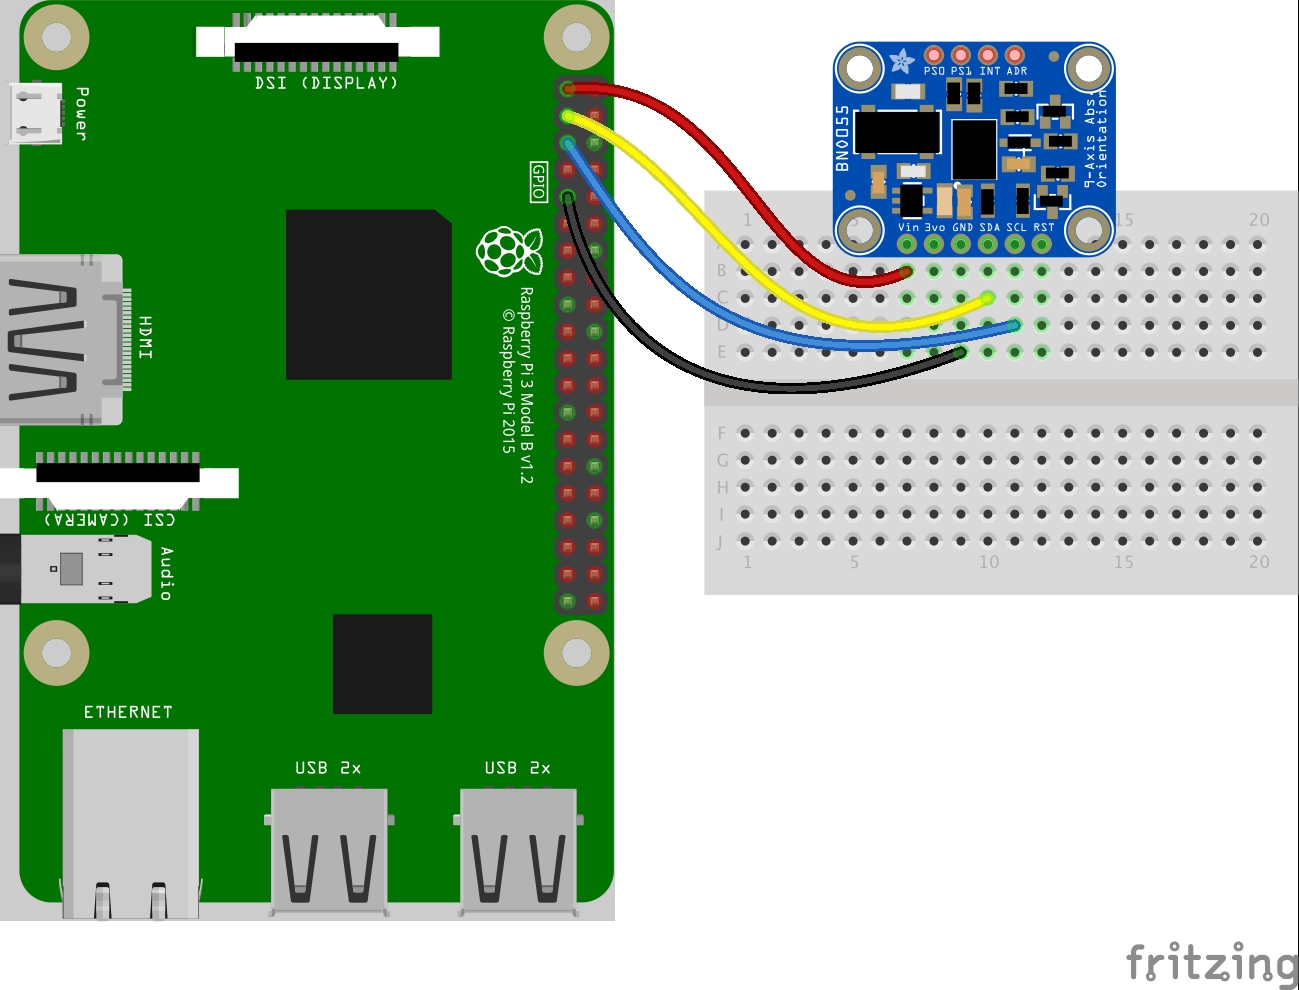 DSI (DISPLAY)
Power
GPIO
HDMI
Raspberry Pi 3 Model B v1.2
© Raspberry Pi 2015
CSI (CAMERA)
Audio
ETHERNET
USB 2x
USB 2x
PS0 PS1 INT ADR
BNO055
9-Axis Abs.
Orientation
Vin 3vo GND SDA SCL RST
1 5 15 20
A
B
C
D
E
F
G
H
I
J
1 5 10 15 20
fritzing